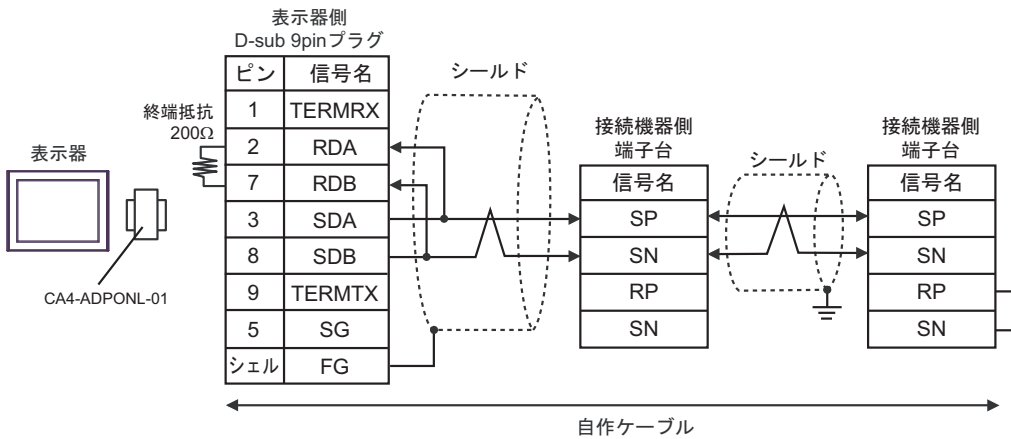 表示器側
D-sub 9pinプラグ
ピン 信号名
1 TERMRX
2 RDA
7 RDB
3 SDA
8 SDB
9 TERMTX
5 SG
シェル FG
終端抵抗
200Ω
表示器
CA4-ADPONL-01
シールド
接続機器側
端子台
信号名
SP
SN
RP
SN
シールド
接続機器側
端子台
信号名
SP
SN
RP
SN
自作ケーブル